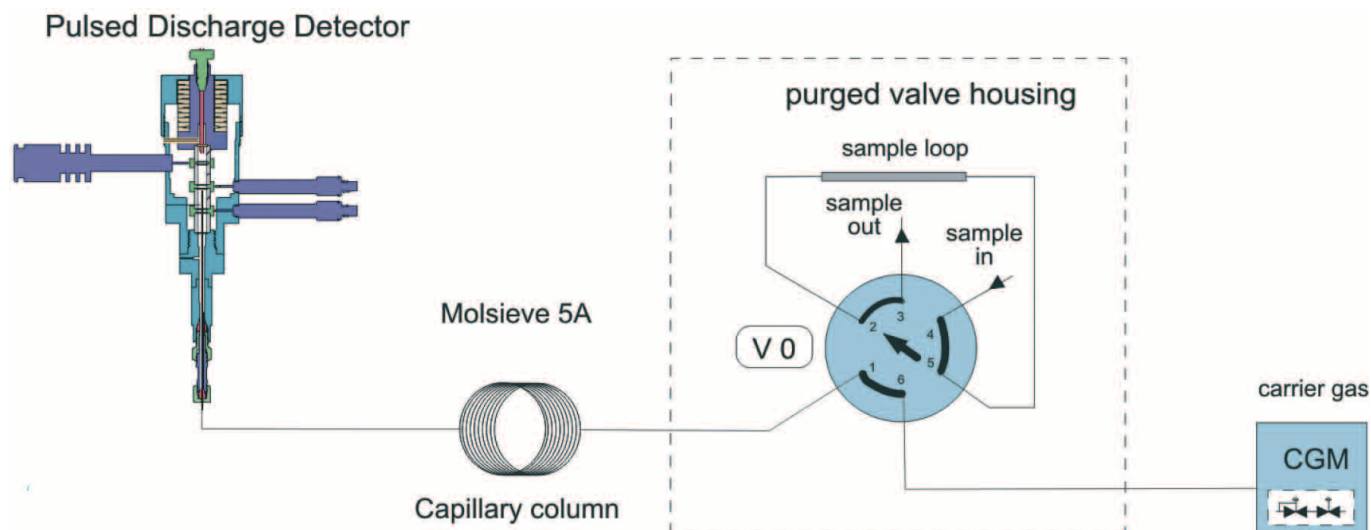 Pulsed Discharge Detector
purged valve housing
sample loop
sample
out
sample
in
Molsieve 5A
V 0
1
2
3
4
5
6
carrier gas
CGM
Capillary column